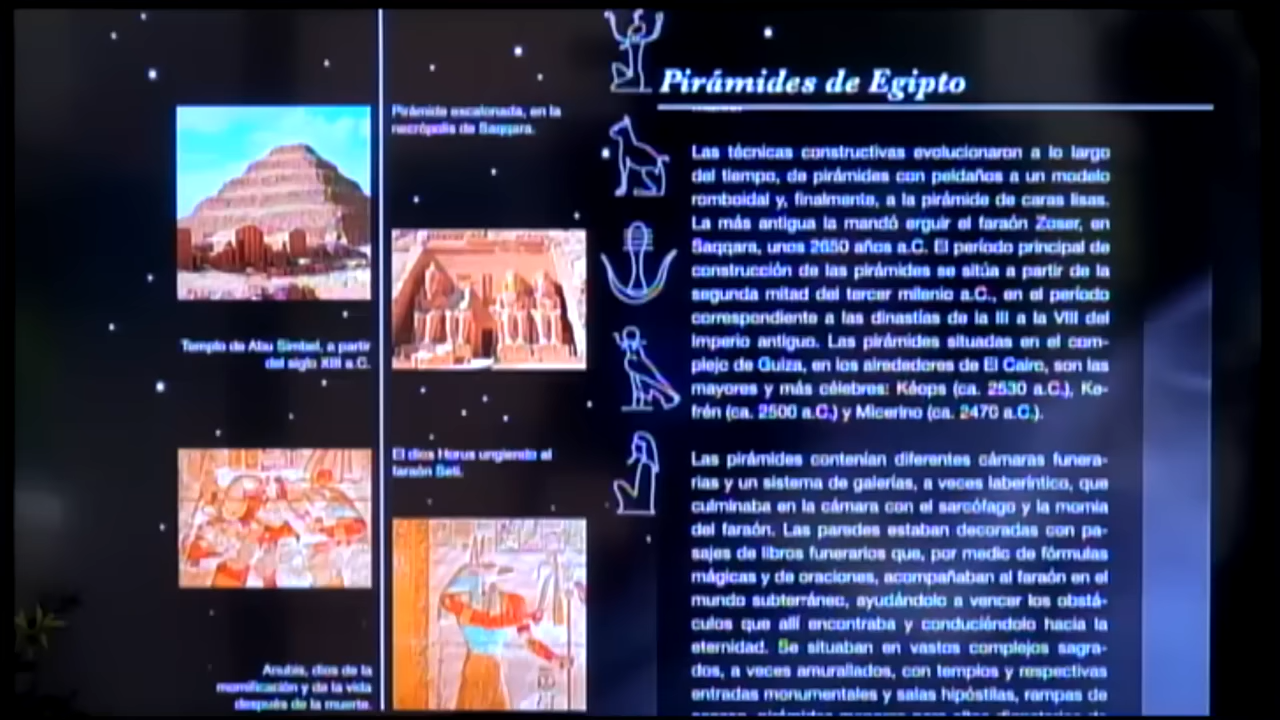 Pirámides de Egipto
Pirámide escalonada, en la
necrópolis de Saqqara.
Templo de Abu Simbel, a partir
del siglo XIII a.C.
El dios Horus ungiendo al
faraón Seti.
Anubis, dios de la
momificación y de la vida
después de la muerte.
Las técnicas constructivas evolucionaron a lo largo
del tiempo, de pirámides con peldaños a un modelo
romboidal y, finalmente, a la pirámide de caras lisas.
La más antigua la mandó erguir el faraón Zoser, en
Saqqara, unos 2650 años a.C. El período principal de
construcción de las pirámides se sitúa a partir de la
segunda mitad del tercer milenio a.C., en el período
correspondiente a las dinastías de la III a la VIII del
Imperio antiguo. Las pirámides situadas en el com-
plejo de Guiza, en los alrededores de El Cairo, son las
mayores y más célebres: Kéops (ca. 2530 a.C.), Ke-
frén (ca. 2500 a.C.) y Micerino (ca. 2470 a.C.).
Las pirámides contenían diferentes cámaras funera-
rias y un sistema de galerías, a veces laberíntico, que
culminaba en la cámara con el sarcófago y la momia
del faraón. Las paredes estaban decoradas con pa-
sajes de libros funerarios que, por medio de fórmulas
mágicas y de oraciones, acompañaban al faraón en el
mundo subterráneo, ayudándolo a vencer los obstá-
culos que allí encontraba y conduciéndolo hacia la
eternidad. Se situaban en vastos complejos sagra-
dos, a veces amurallados, con templos y respectivas
entradas monumentales y salas hipóstilas, rampas de